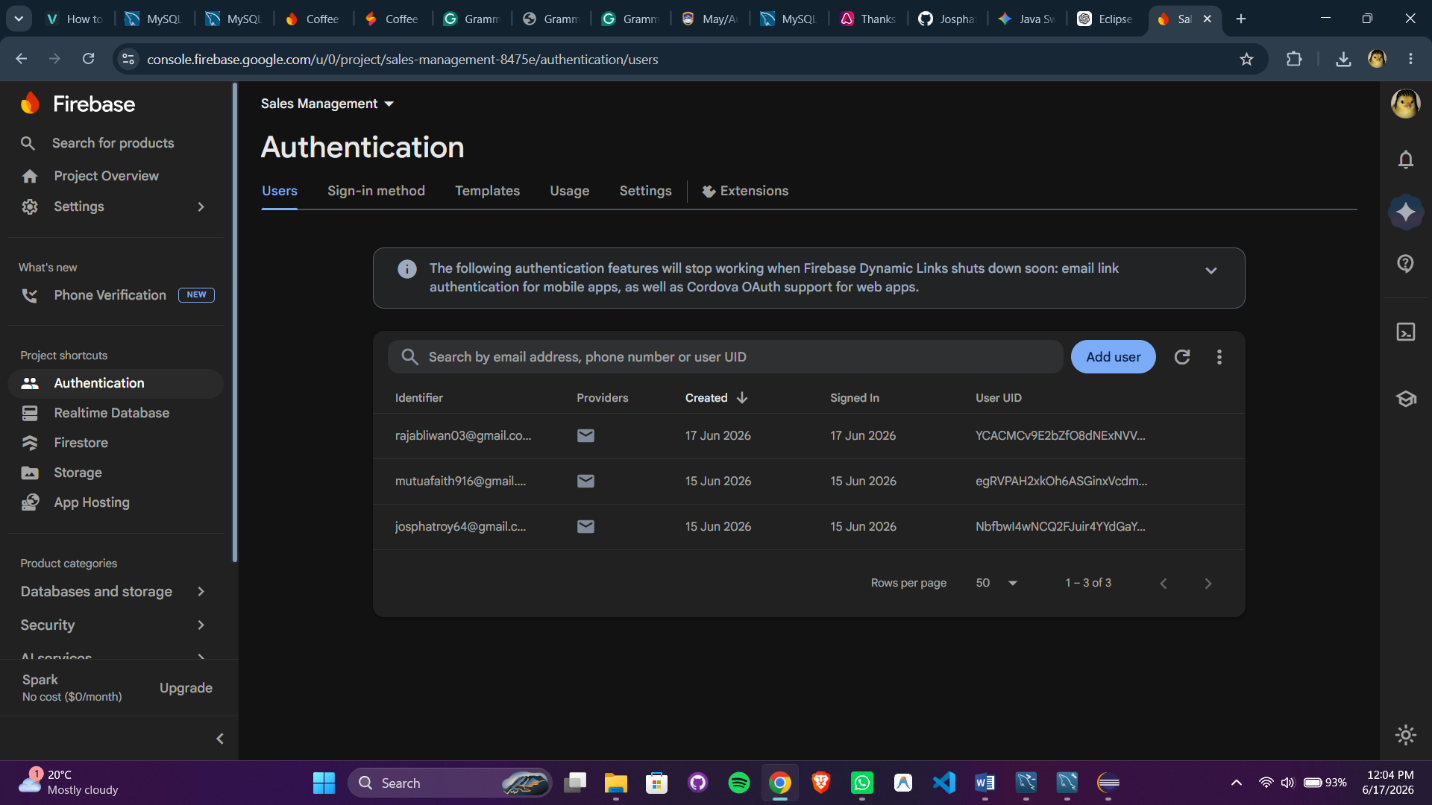 How to
MySQL
MySQL
Coffee
Coffee
Gramm
Gramm
Gramm
May/Au
MySQL
Thanks
Josphat
Java Sw
Eclipse
Sal
console.firebase.google.com/u/0/project/sales-management-8475e/authentication/users
Firebase
Search for products
Project Overview
Settings
What's new
Phone Verification NEW
Project shortcuts
Authentication
Realtime Database
Firestore
Storage
App Hosting
Product categories
Databases and storage
Security
AI services
Spark
No cost ($0/month)
Upgrade
Sales Management
Authentication
Users Sign-in method Templates Usage Settings Extensions
The following authentication features will stop working when Firebase Dynamic Links shuts down soon: email link
authentication for mobile apps, as well as Cordova OAuth support for web apps.
Search by email address, phone number or user UID Add user
Identifier Providers Created Signed In User UID
rajabliwan03@gmail.co... 17 Jun 2026 17 Jun 2026 YCACMCv9E2bZfO8dNExNVV...
mutuafaith916@gmail.... 15 Jun 2026 15 Jun 2026 egRVPAH2xkOh6ASGinxVcdm...
josphatroy64@gmail.c... 15 Jun 2026 15 Jun 2026 NbfbwI4wNCQ2FJuir4YYdGaY...
Rows per page 50 1 – 3 of 3
1
20°C
Mostly cloudy
Search
93%
12:04 PM
6/17/2026